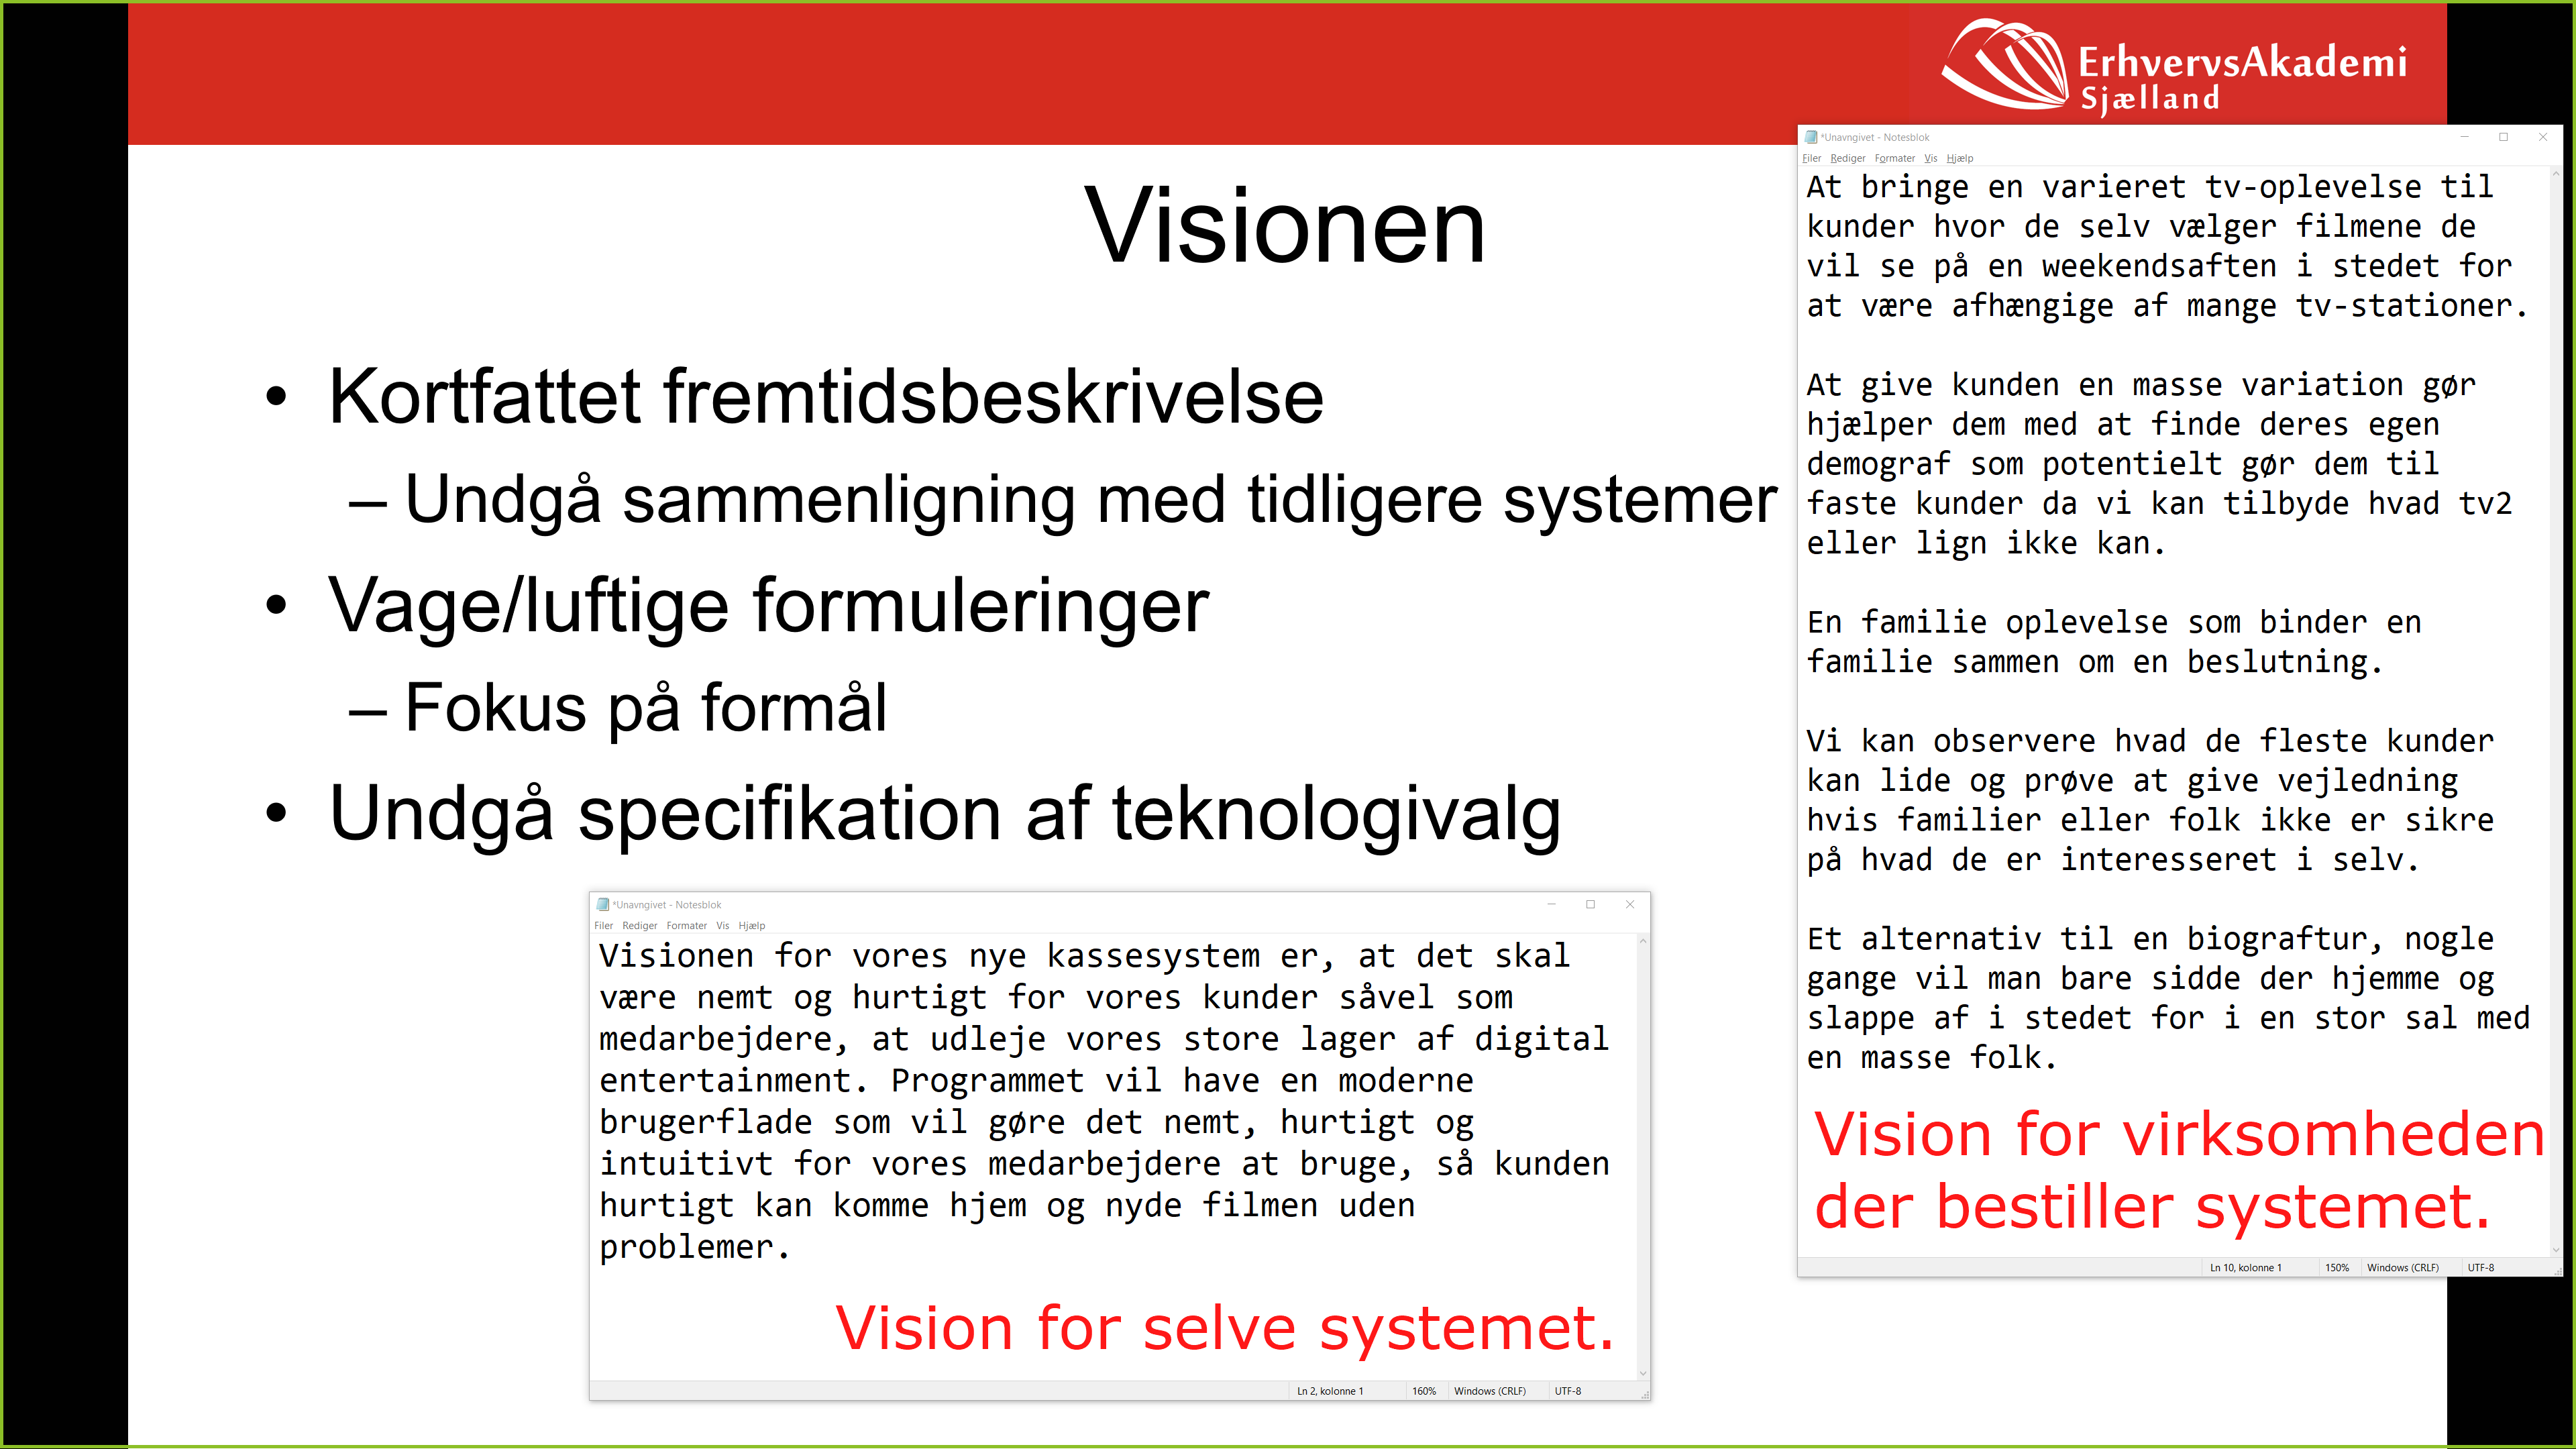 ErhvervsAkademi
Sjælland
Visionen
• Kortfattet fremtidsbeskrivelse
– Undgå sammenligning med tidligere systemer
• Vage/luftige formuleringer
– Fokus på formål
• Undgå specifikation af teknologivalg
*Unavngivet - Notesblok
Filer Rediger Formater Vis Hjælp
Visionen for vores nye kassesystem er, at det skal
være nemt og hurtigt for vores kunder såvel som
medarbejdere, at udleje vores store lager af digital
entertainment. Programmet vil have en moderne
brugerflade som vil gøre det nemt, hurtigt og
intuitivt for vores medarbejdere at bruge, så kunden
hurtigt kan komme hjem og nyde filmen uden
problemer.
Vision for selve systemet.
Ln 2, kolonne 1 160% Windows (CRLF) UTF-8
*Unavngivet - Notesblok
Filer Rediger Formater Vis Hjælp
At bringe en varieret tv-oplevelse til
kunder hvor de selv vælger filmene de
vil se på en weekendsaften i stedet for
at være afhængige af mange tv-stationer.
At give kunden en masse variation gør
hjælper dem med at finde deres egen
demograf som potentielt gør dem til
faste kunder da vi kan tilbyde hvad tv2
eller lign ikke kan.
En familie oplevelse som binder en
familie sammen om en beslutning.
Vi kan observere hvad de fleste kunder
kan lide og prøve at give vejledning
hvis familier eller folk ikke er sikre
på hvad de er interesseret i selv.
Et alternativ til en biograftur, nogle
gange vil man bare sidde der hjemme og
slappe af i stedet for i en stor sal med
en masse folk.
Vision for virksomheden
der bestiller systemet.
Ln 10, kolonne 1 150% Windows (CRLF) UTF-8